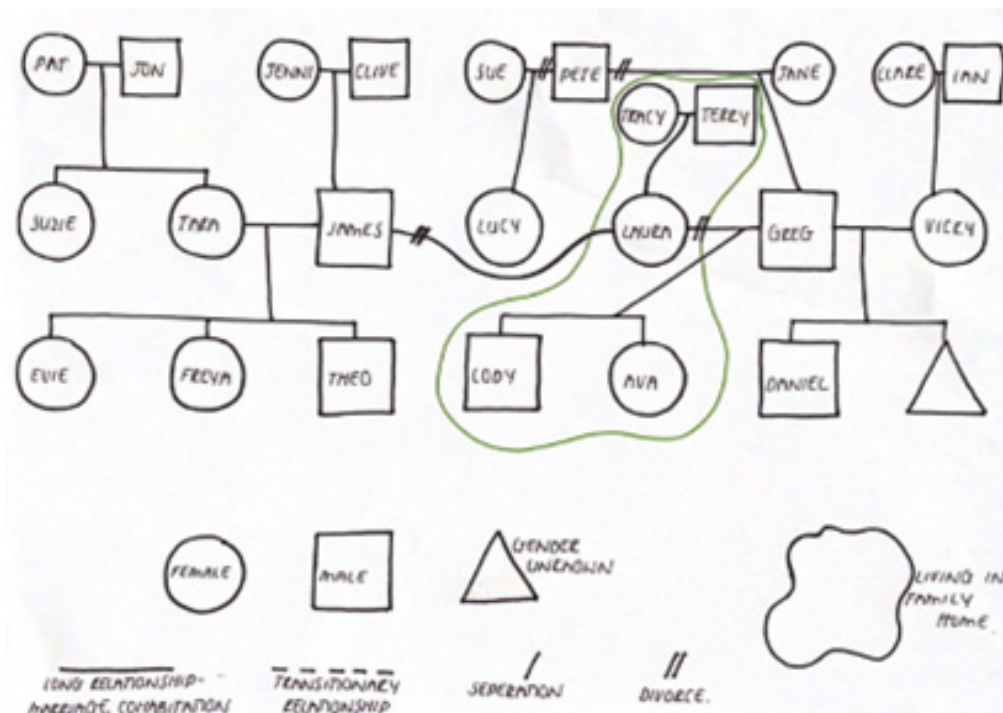 PAT
JON
JENNI
CLIVE
SUE
PETE
JANE
CLARE
IAN
TRACY
TERRY
SUZIE
TARA
JAMES
LUCY
LAURA
GREG
VICKY
EVIE
FREYA
THEO
CODY
AVA
DANIEL
FEMALE
MALE
GENDER
UNKNOWN
LIVING IN
FAMILY
HOME.
LONG RELATIONSHIP-
MARRIAGE, COHABITATION
TRANSITIONARY
RELATIONSHIP
SEPERATION
DIVORCE.